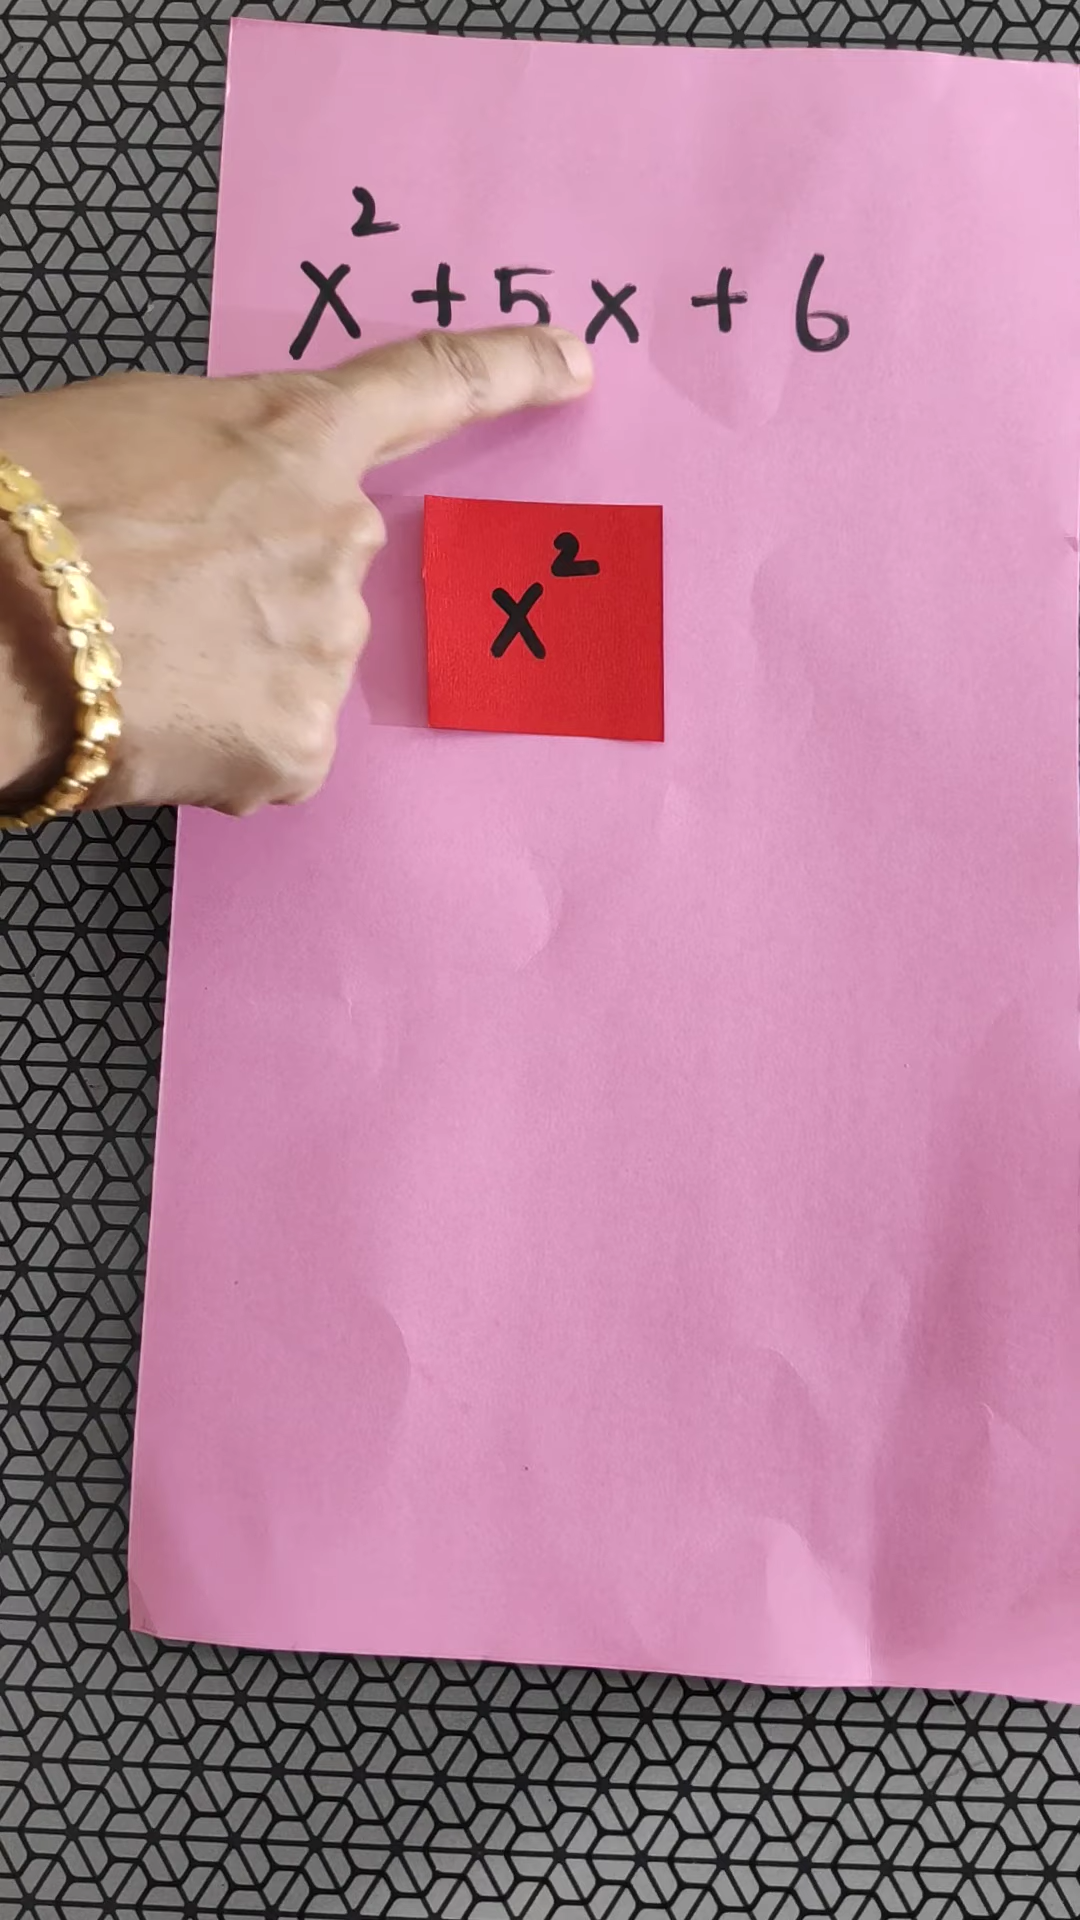 x² + 5x + 6
x²